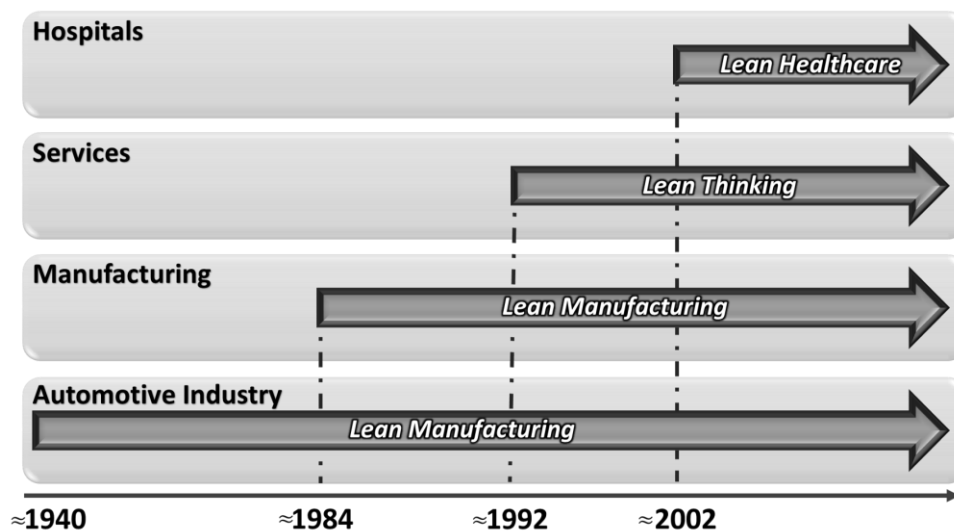 Hospitals
Lean Healthcare
Services
Lean Thinking
Manufacturing
Lean Manufacturing
Automotive Industry
Lean Manufacturing
≈1940 ≈1984 ≈1992 ≈2002